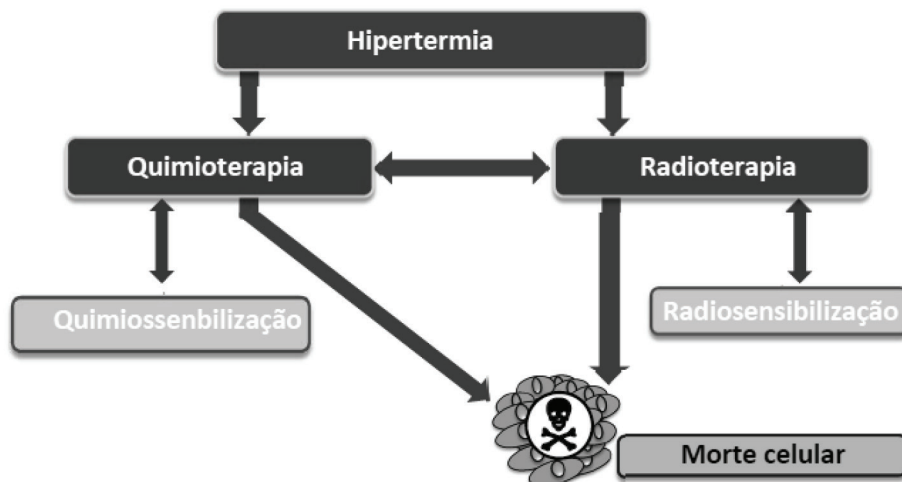 Hipertermia
Quimioterapia
Radioterapia
Quimiossenbilização
Radiosensibilização
Morte celular